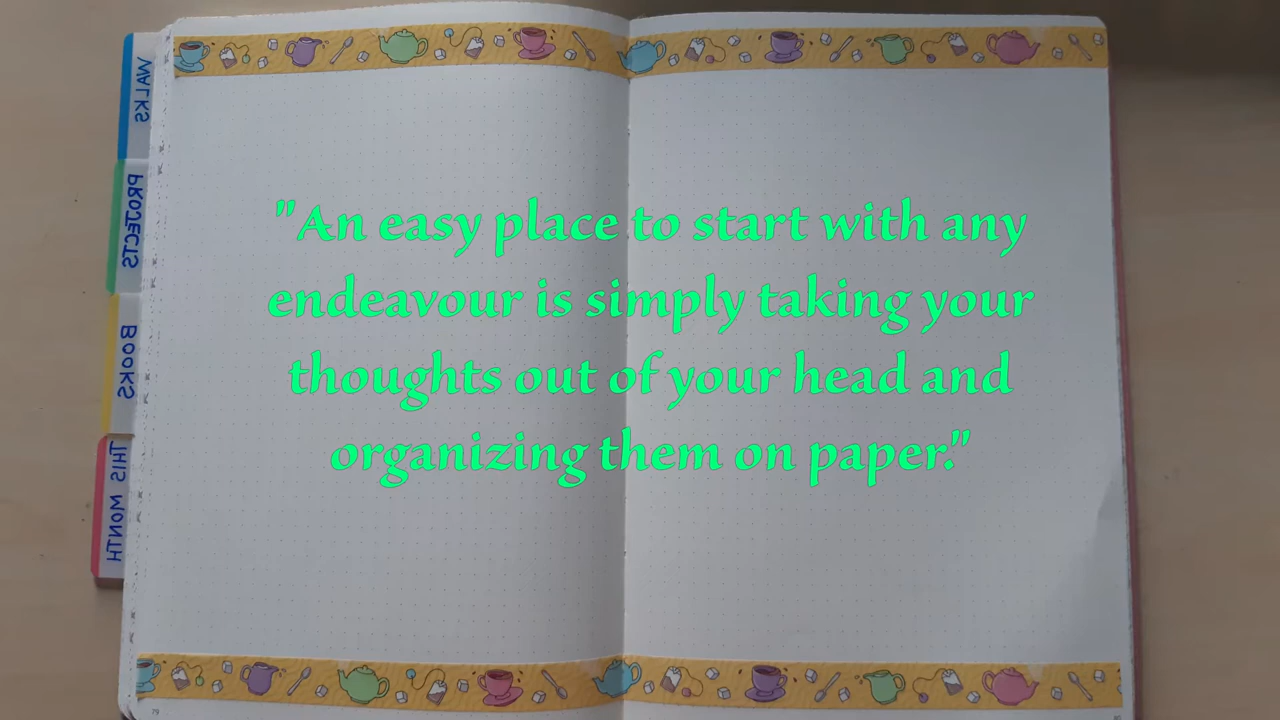 WALKS
PROJECTS
BOOKS
THIS MONTH
"An easy place to start with any
endeavour is simply taking your
thoughts out of your head and
organizing them on paper."
79